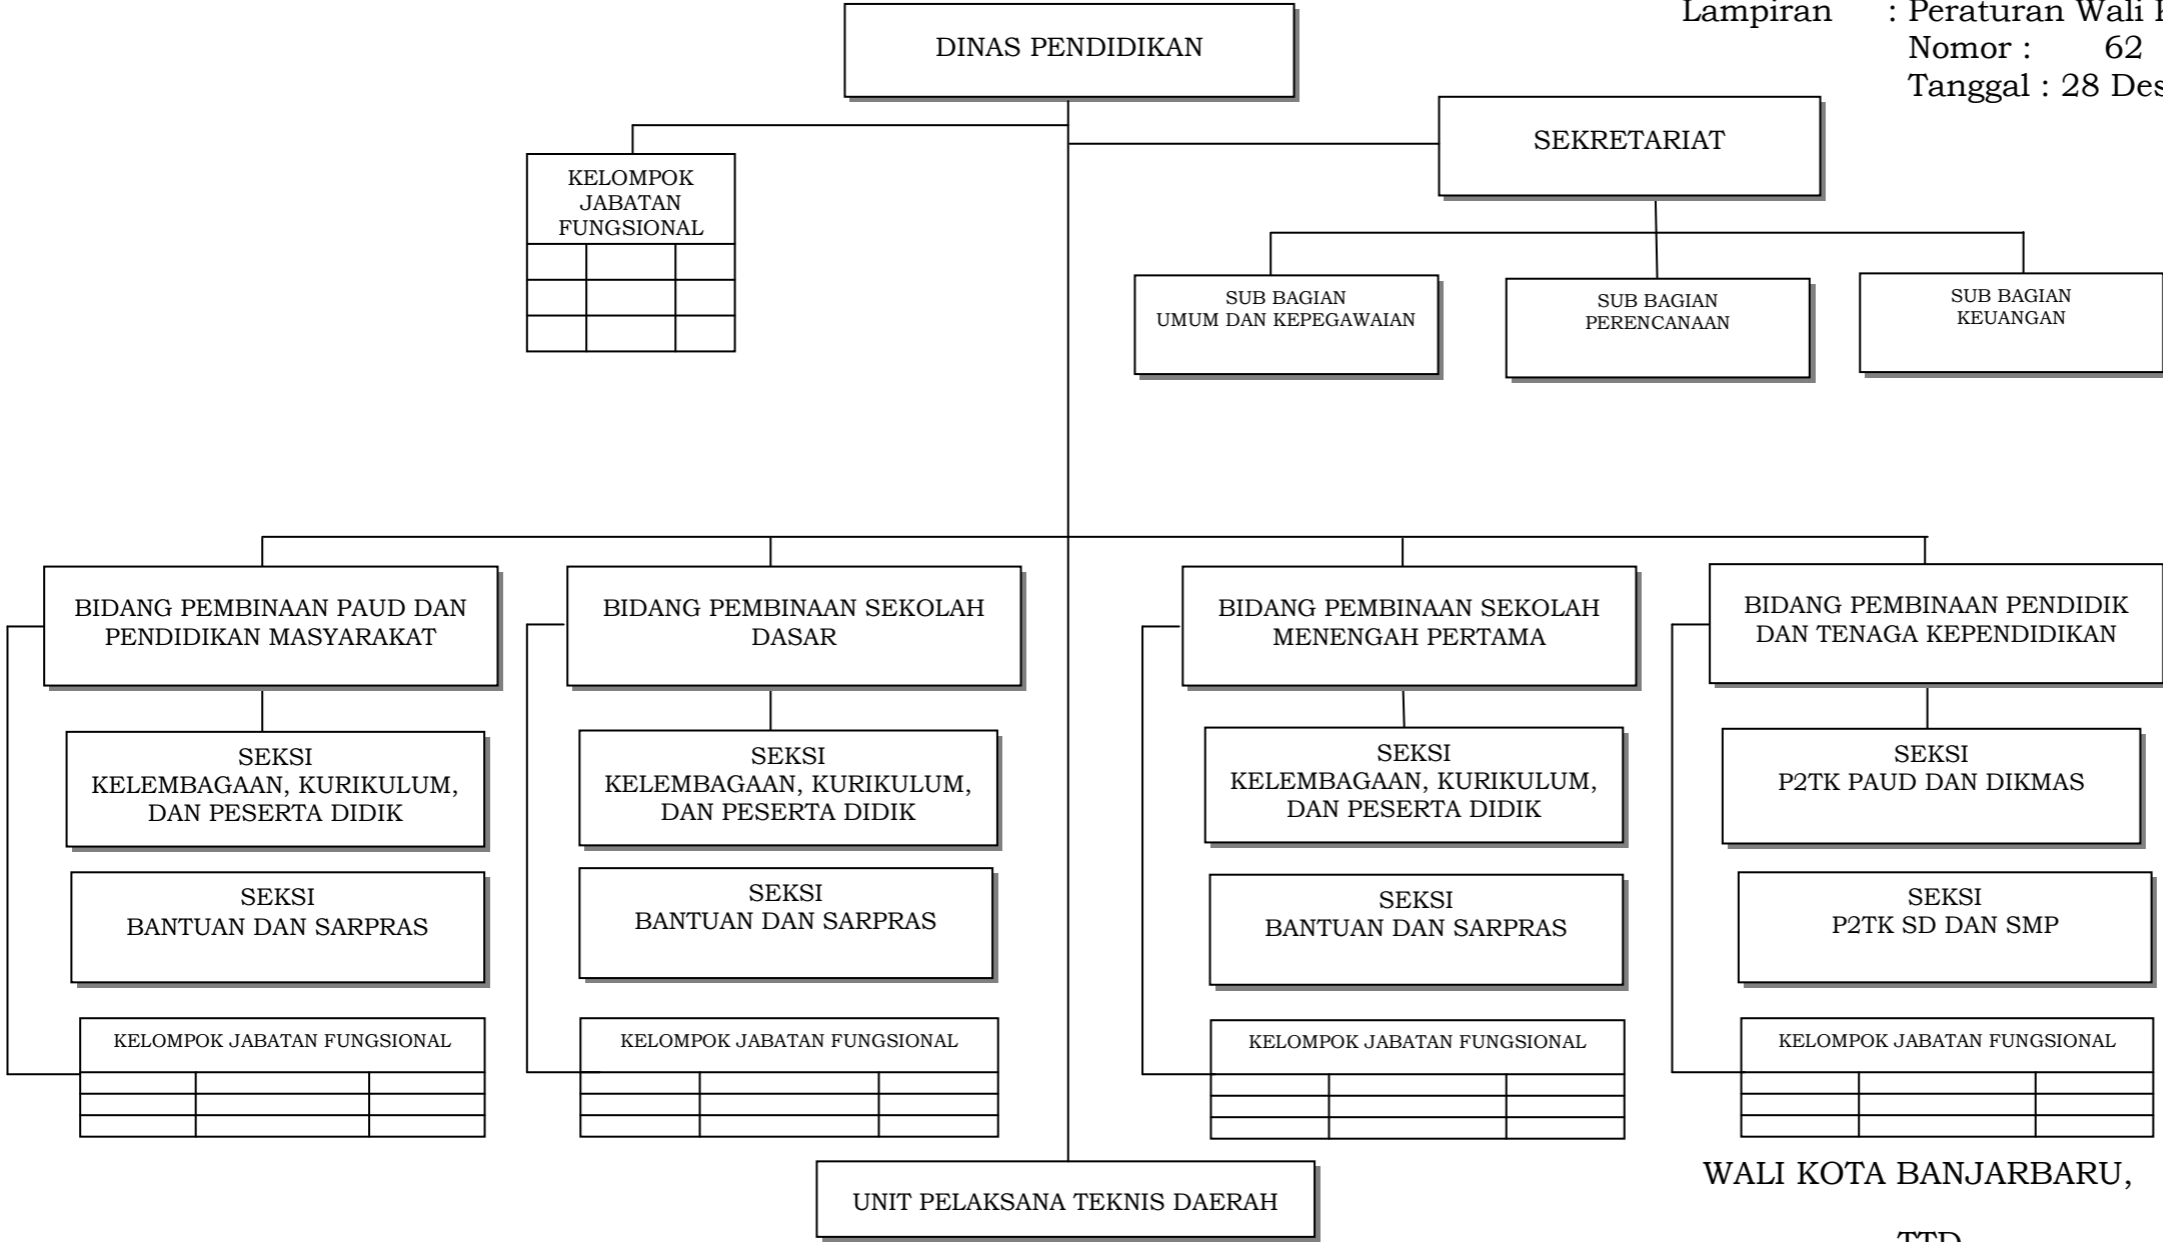 Lampiran : Peraturan Wali
Nomor : 62
Tanggal : 28 Des
DINAS PENDIDIKAN
SEKRETARIAT
KELOMPOK
JABATAN
FUNGSIONAL
SUB BAGIAN
UMUM DAN KEPEGAWAIAN
SUB BAGIAN
PERENCANAAN
SUB BAGIAN
KEUANGAN
BIDANG PEMBINAAN PAUD DAN
PENDIDIKAN MASYARAKAT
BIDANG PEMBINAAN SEKOLAH
DASAR
BIDANG PEMBINAAN SEKOLAH
MENENGAH PERTAMA
BIDANG PEMBINAAN PENDIDIK
DAN TENAGA KEPENDIDIKAN
SEKSI
KELEMBAGAAN, KURIKULUM,
DAN PESERTA DIDIK
SEKSI
KELEMBAGAAN, KURIKULUM,
DAN PESERTA DIDIK
SEKSI
KELEMBAGAAN, KURIKULUM,
DAN PESERTA DIDIK
SEKSI
P2TK PAUD DAN DIKMAS
SEKSI
BANTUAN DAN SARPRAS
SEKSI
BANTUAN DAN SARPRAS
SEKSI
BANTUAN DAN SARPRAS
SEKSI
P2TK SD DAN SMP
KELOMPOK JABATAN FUNGSIONAL
KELOMPOK JABATAN FUNGSIONAL
KELOMPOK JABATAN FUNGSIONAL
KELOMPOK JABATAN FUNGSIONAL
UNIT PELAKSANA TEKNIS DAERAH
WALI KOTA BANJARBARU,
TTD